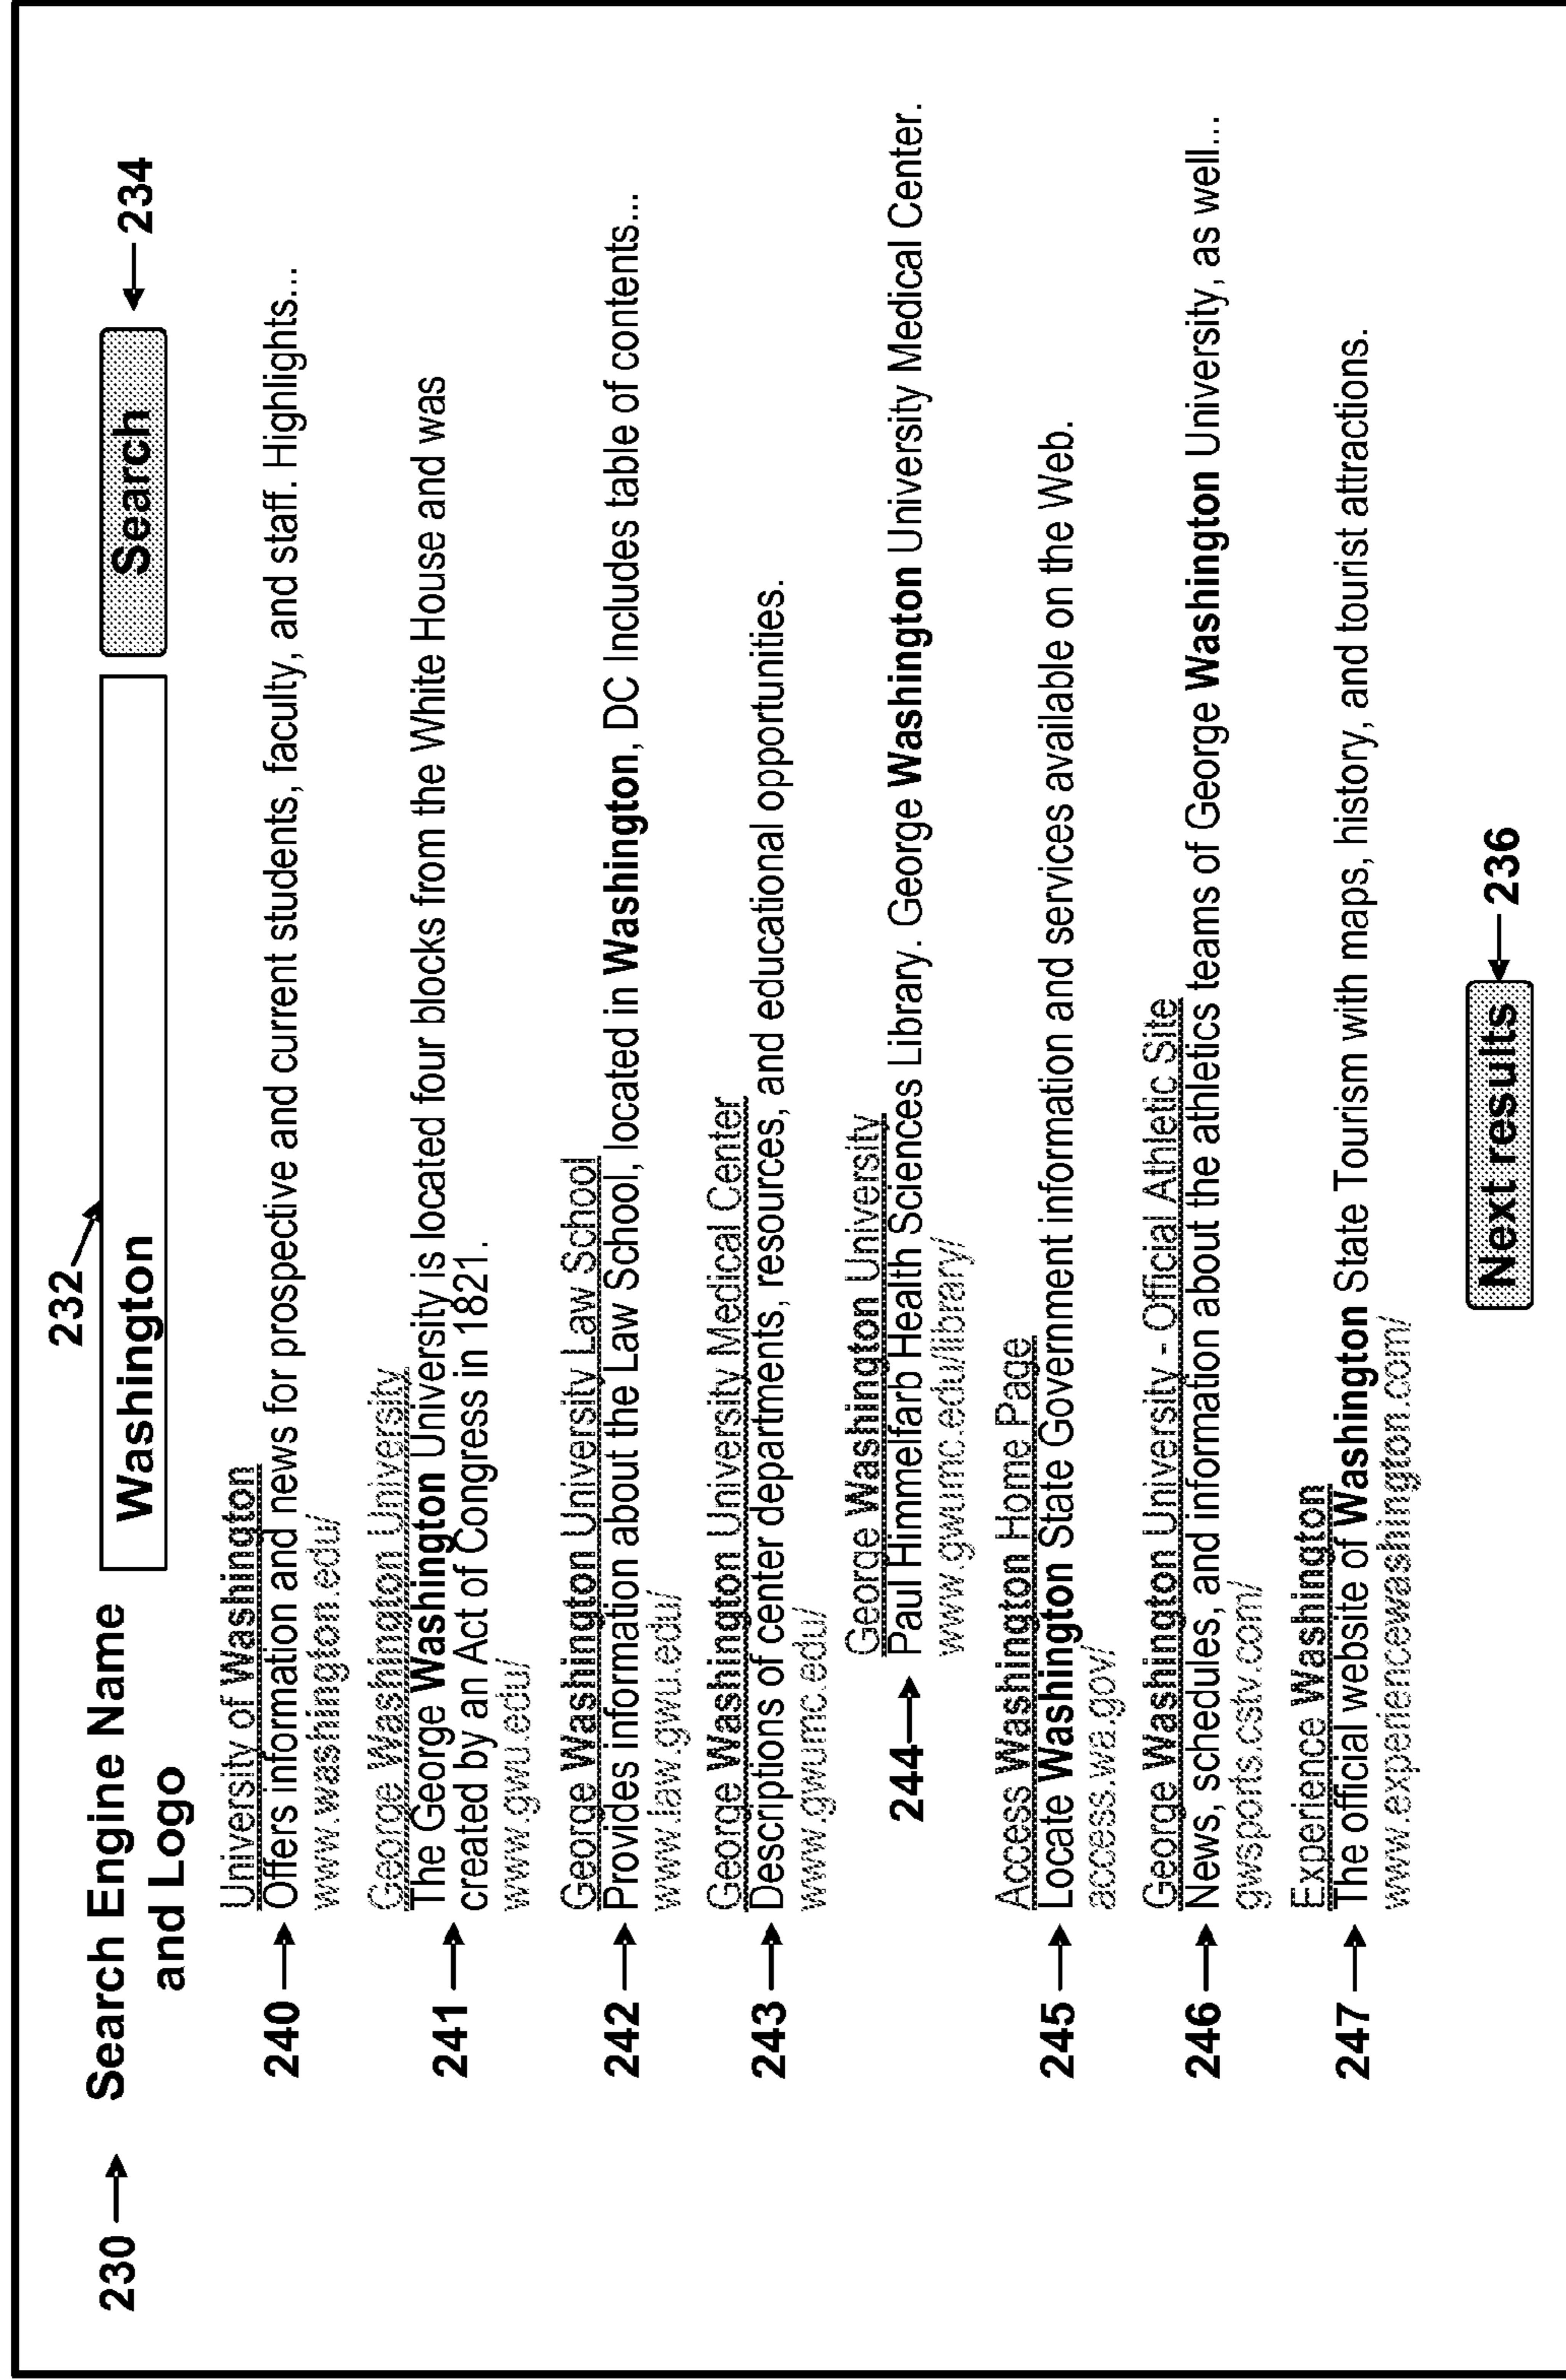 232
230 Search Engine Name Washington Search 234
and Logo
University of Washington
240 Offers information and news for prospective and current students, faculty, and staff. Highlights...
www.washington.edu/
George Washington University
241 The George Washington University is located four blocks from the White House and was
created by an Act of Congress in 1821.
www.gwu.edu/
George Washington University Law School
242 Provides information about the Law School, located in Washington, DC Includes table of contents...
www.law.gwu.edu/
George Washington University Medical Center
243 Descriptions of center departments, resources, and educational opportunities.
www.gwumc.edu/
George Washington University
244 Paul Himmelfarb Health Sciences Library. George Washington University Medical Center.
www.gwumc.edu/library/
Access Washington Home Page
245 Locate Washington State Government information and services available on the Web.
access.wa.gov/
George Washington University - Official Athletic Site
246 News, schedules, and information about the athletics teams of George Washington University, as well...
gwsports.cstv.com/
Experience Washington
247 The official website of Washington State Tourism with maps, history, and tourist attractions.
www.experiencewashington.com/
Next results 236